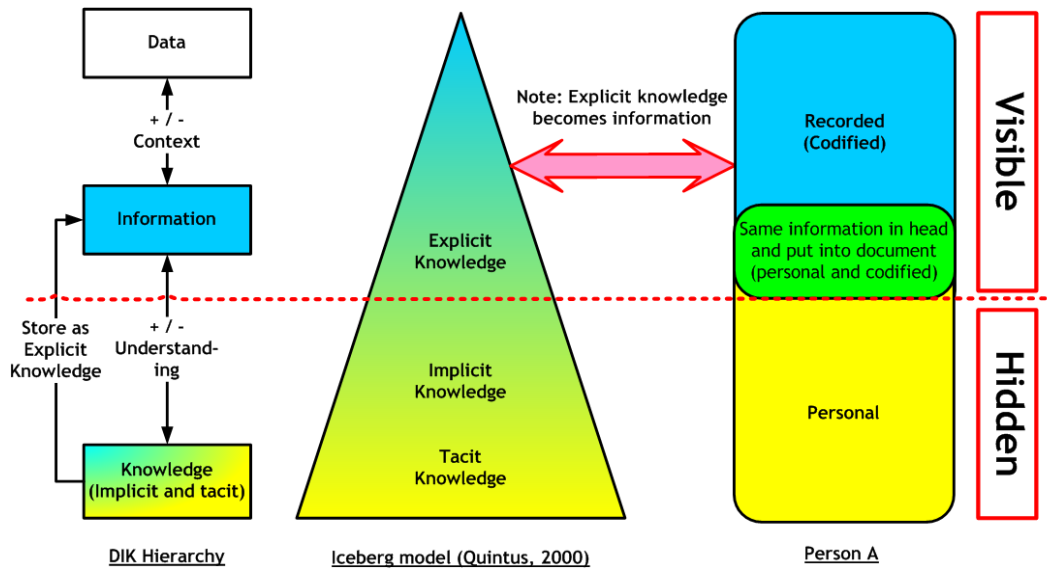 Data
+ / -
Context
Information
Store as
Explicit
Knowledge
+ / -
Understand-
ing
Knowledge
(Implicit and tacit)
DIK Hierarchy
Explicit
Knowledge
Implicit
Knowledge
Tacit
Knowledge
Iceberg model (Quintus, 2000)
Note: Explicit knowledge
becomes information
Recorded
(Codified)
Same information in head
and put into document
(personal and codified)
Personal
Person A
Visible
Hidden